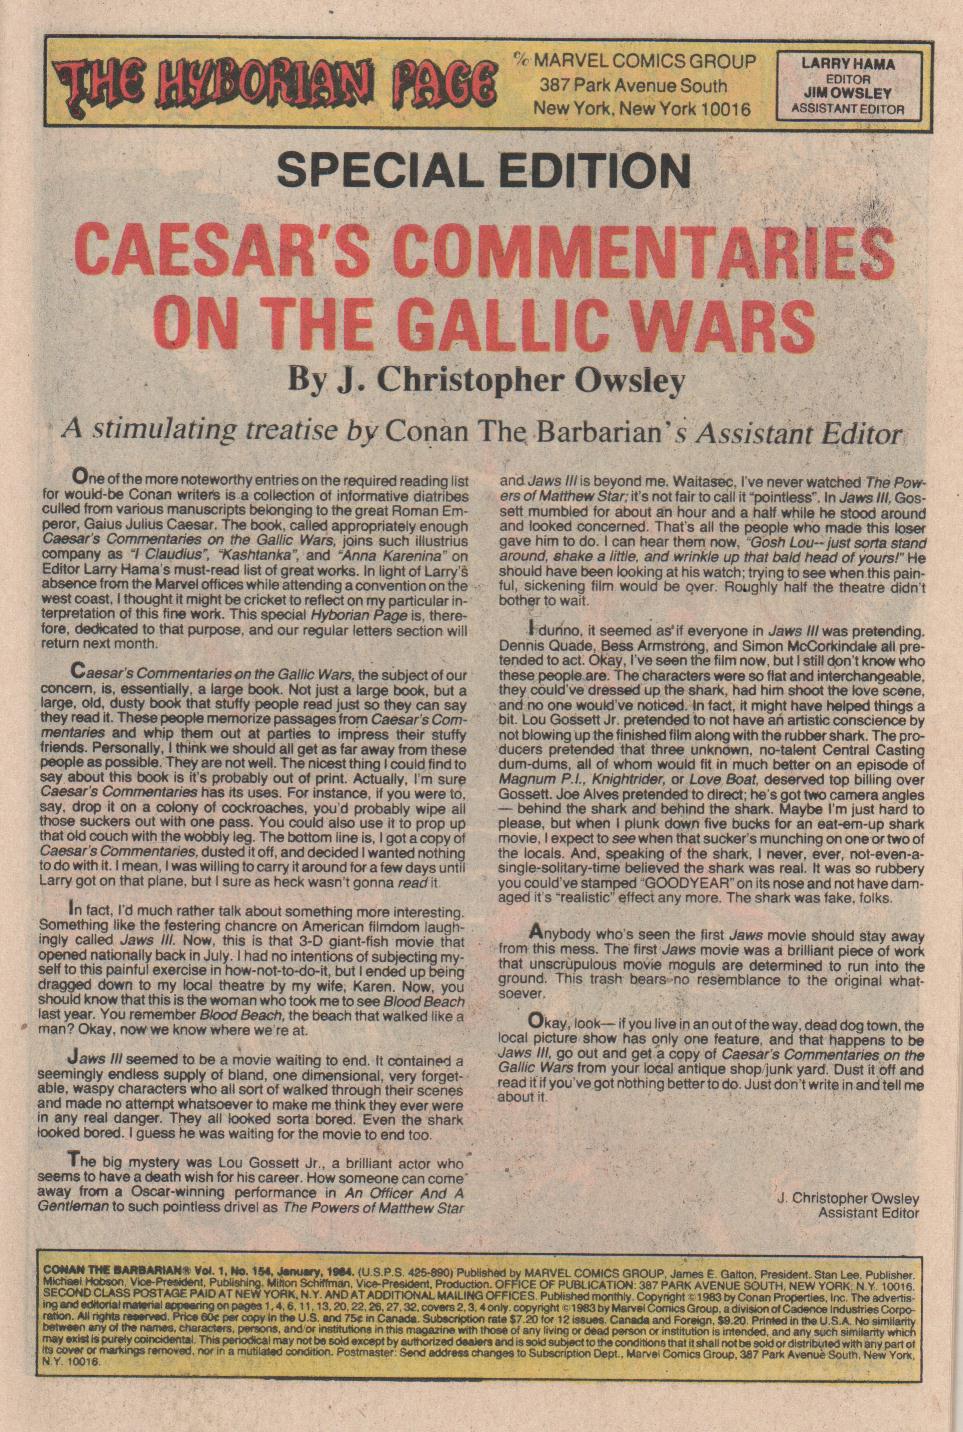 THE HYBORIAN PAGE
% MARVEL COMICS GROUP
387 Park Avenue South
New York, New York 10016
LARRY HAMA
EDITOR
JIM OWSLEY
ASSISTANT EDITOR
SPECIAL EDITION
CAESAR'S COMMENTARIES
ON THE GALLIC WARS
By J. Christopher Owsley
A stimulating treatise by Conan The Barbarian's Assistant Editor
One of the more noteworthy entries on the required reading list
for would-be Conan writers is a collection of informative diatribes
culled from various manuscripts belonging to the great Roman Em-
peror, Gaius Julius Caesar. The book, called appropriately enough
Caesar's Commentaries on the Gallic Wars, joins such illustrius
company as "I Claudius", "Kashtanka", and "Anna Karenina" on
Editor Larry Hama's must-read list of great works. In light of Larry's
absence from the Marvel offices while attending a convention on the
west coast, I thought it might be cricket to reflect on my particular in-
terpretation of this fine work. This special Hyborian Page is, there-
fore, dedicated to that purpose, and our regular letters section will
return next month.
Caesar's Commentaries on the Gallic Wars, the subject of our
concern, is, essentially, a large book. Not just a large book, but a
large, old, dusty book that stuffy people read just so they can say
they read it. These people memorize passages from Caesar's Com-
mentaries and whip them out at parties to impress their stuffy
friends. Personally, I think we should all get as far away from these
people as possible. They are not well. The nicest thing I could find to
say about this book is it's probably out of print. Actually, I'm sure
Caesar's Commentaries has its uses. For instance, if you were to,
say, drop it on a colony of cockroaches, you'd probably wipe all
those suckers out with one pass. You could also use it to prop up
that old couch with the wobbly leg. The bottom line is, I got a copy of
Caesar's Commentaries, dusted it off, and decided I wanted nothing
to do with it. I mean, I was willing to carry it around for a few days until
Larry got on that plane, but I sure as heck wasn't gonna read it.
In fact, I'd much rather talk about something more interesting.
Something like the festering chancre on American filmdom laugh-
ingly called Jaws III. Now, this is that 3-D giant-fish movie that
opened nationally back in July. I had no intentions of subjecting my-
self to this painful exercise in how-not-to-do-it, but I ended up being
dragged down to my local theatre by my wife, Karen. Now, you
should know that this is the woman who took me to see Blood Beach
last year. You remember Blood Beach, the beach that walked like a
man? Okay, now we know where we're at.
Jaws III seemed to be a movie waiting to end. It contained a
seemingly endless supply of bland, one dimensional, very forget-
able, waspy characters who all sort of walked through their scenes
and made no attempt whatsoever to make me think they ever were
in any real danger. They all looked sorta bored. Even the shark
looked bored. I guess he was waiting for the movie to end too.
The big mystery was Lou Gossett Jr., a brilliant actor who
seems to have a death wish for his career. How someone can come
away from a Oscar-winning performance in An Officer And A
Gentleman to such pointless drivel as The Powers of Matthew Star
and Jaws III is beyond me. Waitasec, I've never watched The Pow-
ers of Matthew Star; it's not fair to call it "pointless". In Jaws III, Gos-
sett mumbled for about an hour and a half while he stood around
and looked concerned. That's all the people who made this loser
gave him to do. I can hear them now, "Gosh Lou-- just sorta stand
around, shake a little, and wrinkle up that bald head of yours!" He
should have been looking at his watch; trying to see when this pain-
ful, sickening film would be over. Roughly half the theatre didn't
bother to wait.
I dunno, it seemed as if everyone in Jaws III was pretending.
Dennis Quade, Bess Armstrong, and Simon McCorkindale all pre-
tended to act. Okay, I've seen the film now, but I still don't know who
these people are. The characters were so flat and interchangeable,
they could've dressed up the shark, had him shoot the love scene,
and no one would've noticed. In fact, it might have helped things a
bit. Lou Gossett Jr. pretended to not have an artistic conscience by
not blowing up the finished film along with the rubber shark. The pro-
ducers pretended that three unknown, no-talent Central Casting
dum-dums, all of whom would fit in much better on an episode of
Magnum P.I., Knightrider, or Love Boat, deserved top billing over
Gossett. Joe Alves pretended to direct; he's got two camera angles
— behind the shark and behind the shark. Maybe I'm just hard to
please, but when I plunk down five bucks for an eat-em-up shark
movie, I expect to see when that sucker's munching on one or two of
the locals. And, speaking of the shark, I never, ever, not-even-a-
single-solitary-time believed the shark was real. It was so rubbery
you could've stamped "GOODYEAR" on its nose and not have dam-
aged it's "realistic" effect any more. The shark was fake, folks.
Anybody who's seen the first Jaws movie should stay away
from this mess. The first Jaws movie was a brilliant piece of work
that unscrupulous movie moguls are determined to run into the
ground. This trash bears no resemblance to the original what-
soever.
Okay, look— if you live in an out of the way, dead dog town, the
local picture show has only one feature, and that happens to be
Jaws III, go out and get a copy of Caesar's Commentaries on the
Gallic Wars from your local antique shop/junk yard. Dust it off and
read it if you've got nothing better to do. Just don't write in and tell me
about it.
J. Christopher Owsley
Assistant Editor
CONAN THE BARBARIAN® Vol. 1, No. 154, January, 1984. (U.S.P.S. 425-890) Published by MARVEL COMICS GROUP, James E. Galton, President. Stan Lee, Publisher.
Michael Hobson, Vice-President, Publishing. Milton Schiffman, Vice-President, Production. OFFICE OF PUBLICATION: 387 PARK AVENUE SOUTH, NEW YORK, N.Y. 10016.
SECOND CLASS POSTAGE PAID AT NEW YORK, N.Y. AND AT ADDITIONAL MAILING OFFICES. Published monthly. Copyright ©1983 by Conan Properties, Inc. The advertis-
ing and editorial material appearing on pages 1, 4, 6, 11, 13, 20, 22, 26, 27, 32, covers 2, 3, 4 only. copyright ©1983 by Marvel Comics Group, a division of Cadence Industries Corpo-
ration. All rights reserved. Price 60¢ per copy in the U.S. and 75¢ in Canada. Subscription rate $7.20 for 12 issues. Canada and Foreign, $9.20. Printed in the U.S.A. No similarity
between any of the names, characters, persons, and/or institutions in this magazine with those of any living or dead person or institution is intended, and any such similarity which
may exist is purely coincidental. This periodical may not be sold except by authorized dealers and is sold subject to the conditions that it shall not be sold or distributed with any part of
its cover or markings removed, nor in a mutilated condition. Postmaster: Send address changes to Subscription Dept., Marvel Comics Group, 387 Park Avenue South, New York,
N.Y. 10016.